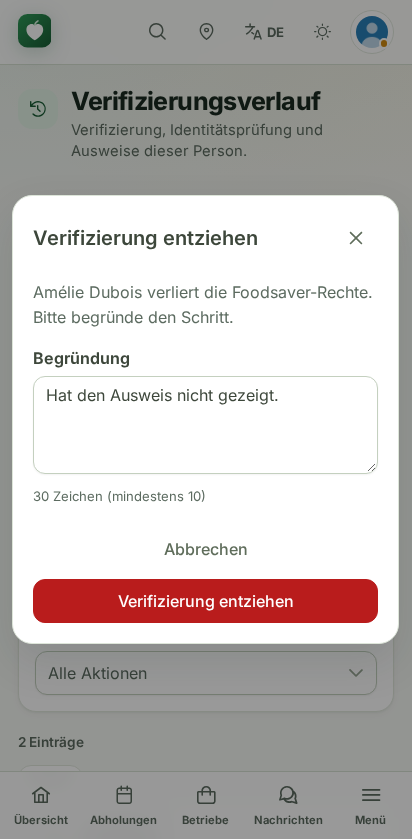 DE
Verifizierungsverlauf
Verifizierung, Identitätsprüfung und
Ausweise dieser Person.
Verifizierung entziehen
Amélie Dubois verliert die Foodsaver-Rechte.
Bitte begründe den Schritt.
Begründung
Hat den Ausweis nicht gezeigt.
30 Zeichen (mindestens 10)
Abbrechen
Verifizierung entziehen
Alle Aktionen
2 Einträge
Übersicht
Abholungen
Betriebe
Nachrichten
Menü